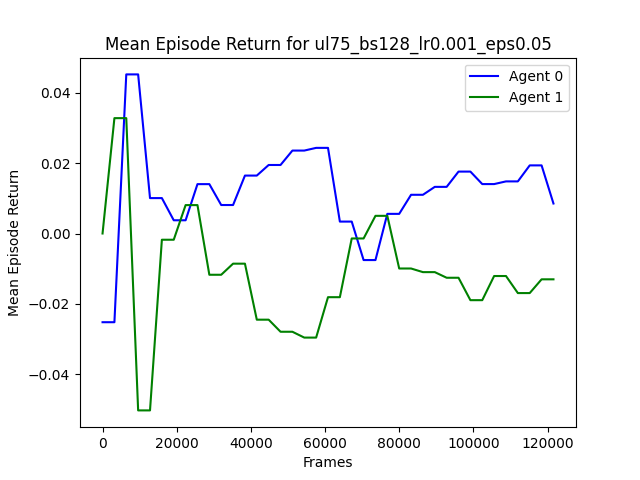 Mean Episode Return for ul75_bs128_lr0.001_eps0.05
Agent 0
Agent 1
Mean Episode Return
0.04
0.02
0.00
−0.02
−0.04
0 20000 40000 60000 80000 100000 120000
Frames